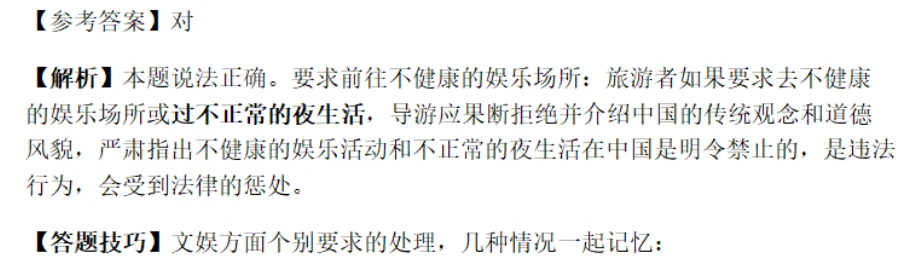 【参考答案】对
【解析】本题说法正确。要求前往不健康的娱乐场所：旅游者如果要求去不健康
的娱乐场所或过不正常的夜生活，导游应果断拒绝并介绍中国的传统观念和道德
风貌，严肃指出不健康的娱乐活动和不正常的夜生活在中国是明令禁止的，是违法
行为，会受到法律的惩处。
【答题技巧】文娱方面个别要求的处理，几种情况一起记忆：